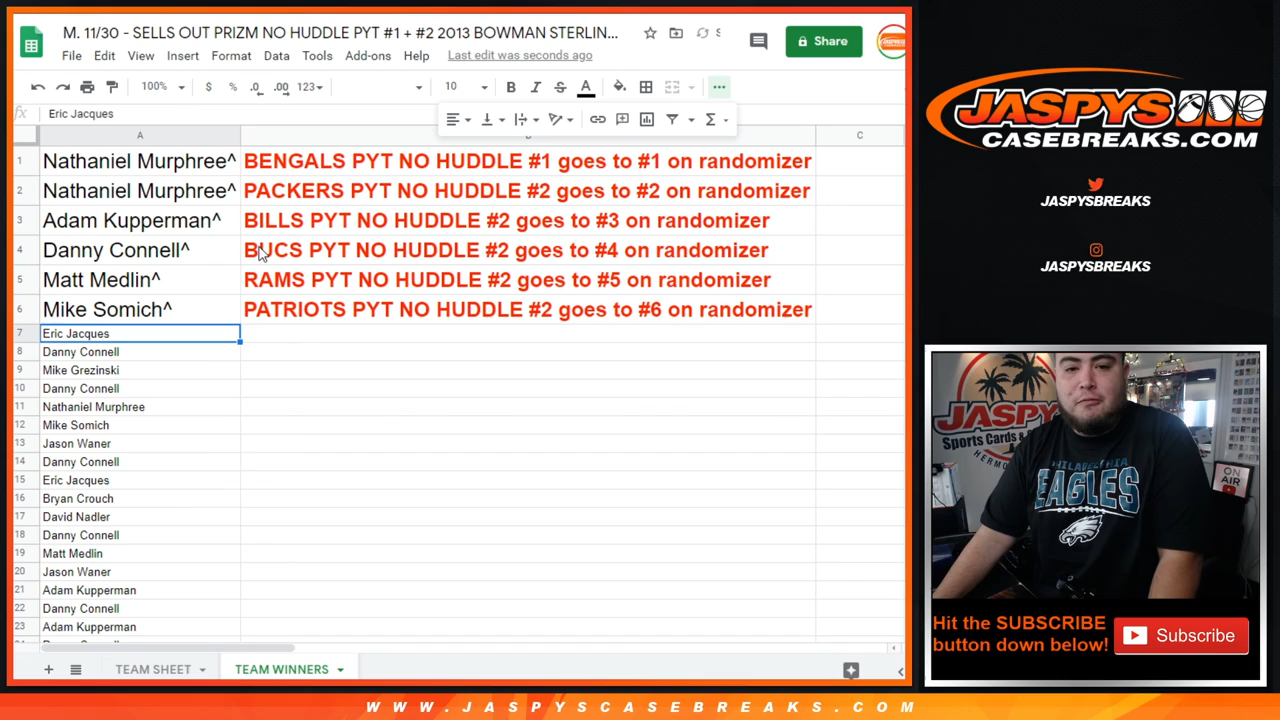 M. 11/30 - SELLS OUT PRIZM NO HUDDLE PYT #1 + #2 2013 BOWMAN STERLIN...
File Edit View Insert Format Data Tools Add-ons Help Last edit was seconds ago
Share
100% $ % .0 .00 123 10 B I S A
fx Eric Jacques
A C
1 Nathaniel Murphree^ BENGALS PYT NO HUDDLE #1 goes to #1 on randomizer
2 Nathaniel Murphree^ PACKERS PYT NO HUDDLE #2 goes to #2 on randomizer
3 Adam Kupperman^ BILLS PYT NO HUDDLE #2 goes to #3 on randomizer
4 Danny Connell^ BUCS PYT NO HUDDLE #2 goes to #4 on randomizer
5 Matt Medlin^ RAMS PYT NO HUDDLE #2 goes to #5 on randomizer
6 Mike Somich^ PATRIOTS PYT NO HUDDLE #2 goes to #6 on randomizer
7 Eric Jacques
8 Danny Connell
9 Mike Grezinski
10 Danny Connell
11 Nathaniel Murphree
12 Mike Somich
13 Jason Waner
14 Danny Connell
15 Eric Jacques
16 Bryan Crouch
17 David Nadler
18 Danny Connell
19 Matt Medlin
20 Jason Waner
21 Adam Kupperman
22 Danny Connell
23 Adam Kupperman
TEAM SHEET TEAM WINNERS
JASPYS
CASEBREAKS.COM
JASPYSBREAKS
JASPYSBREAKS
JASPY
Sports Cards &
HERMO
PHILADELPHIA
EAGLES
ON
AIR
Hit the SUBSCRIBE
button down below!
Subscribe
WWW.JASPYSCASEBREAKS.COM